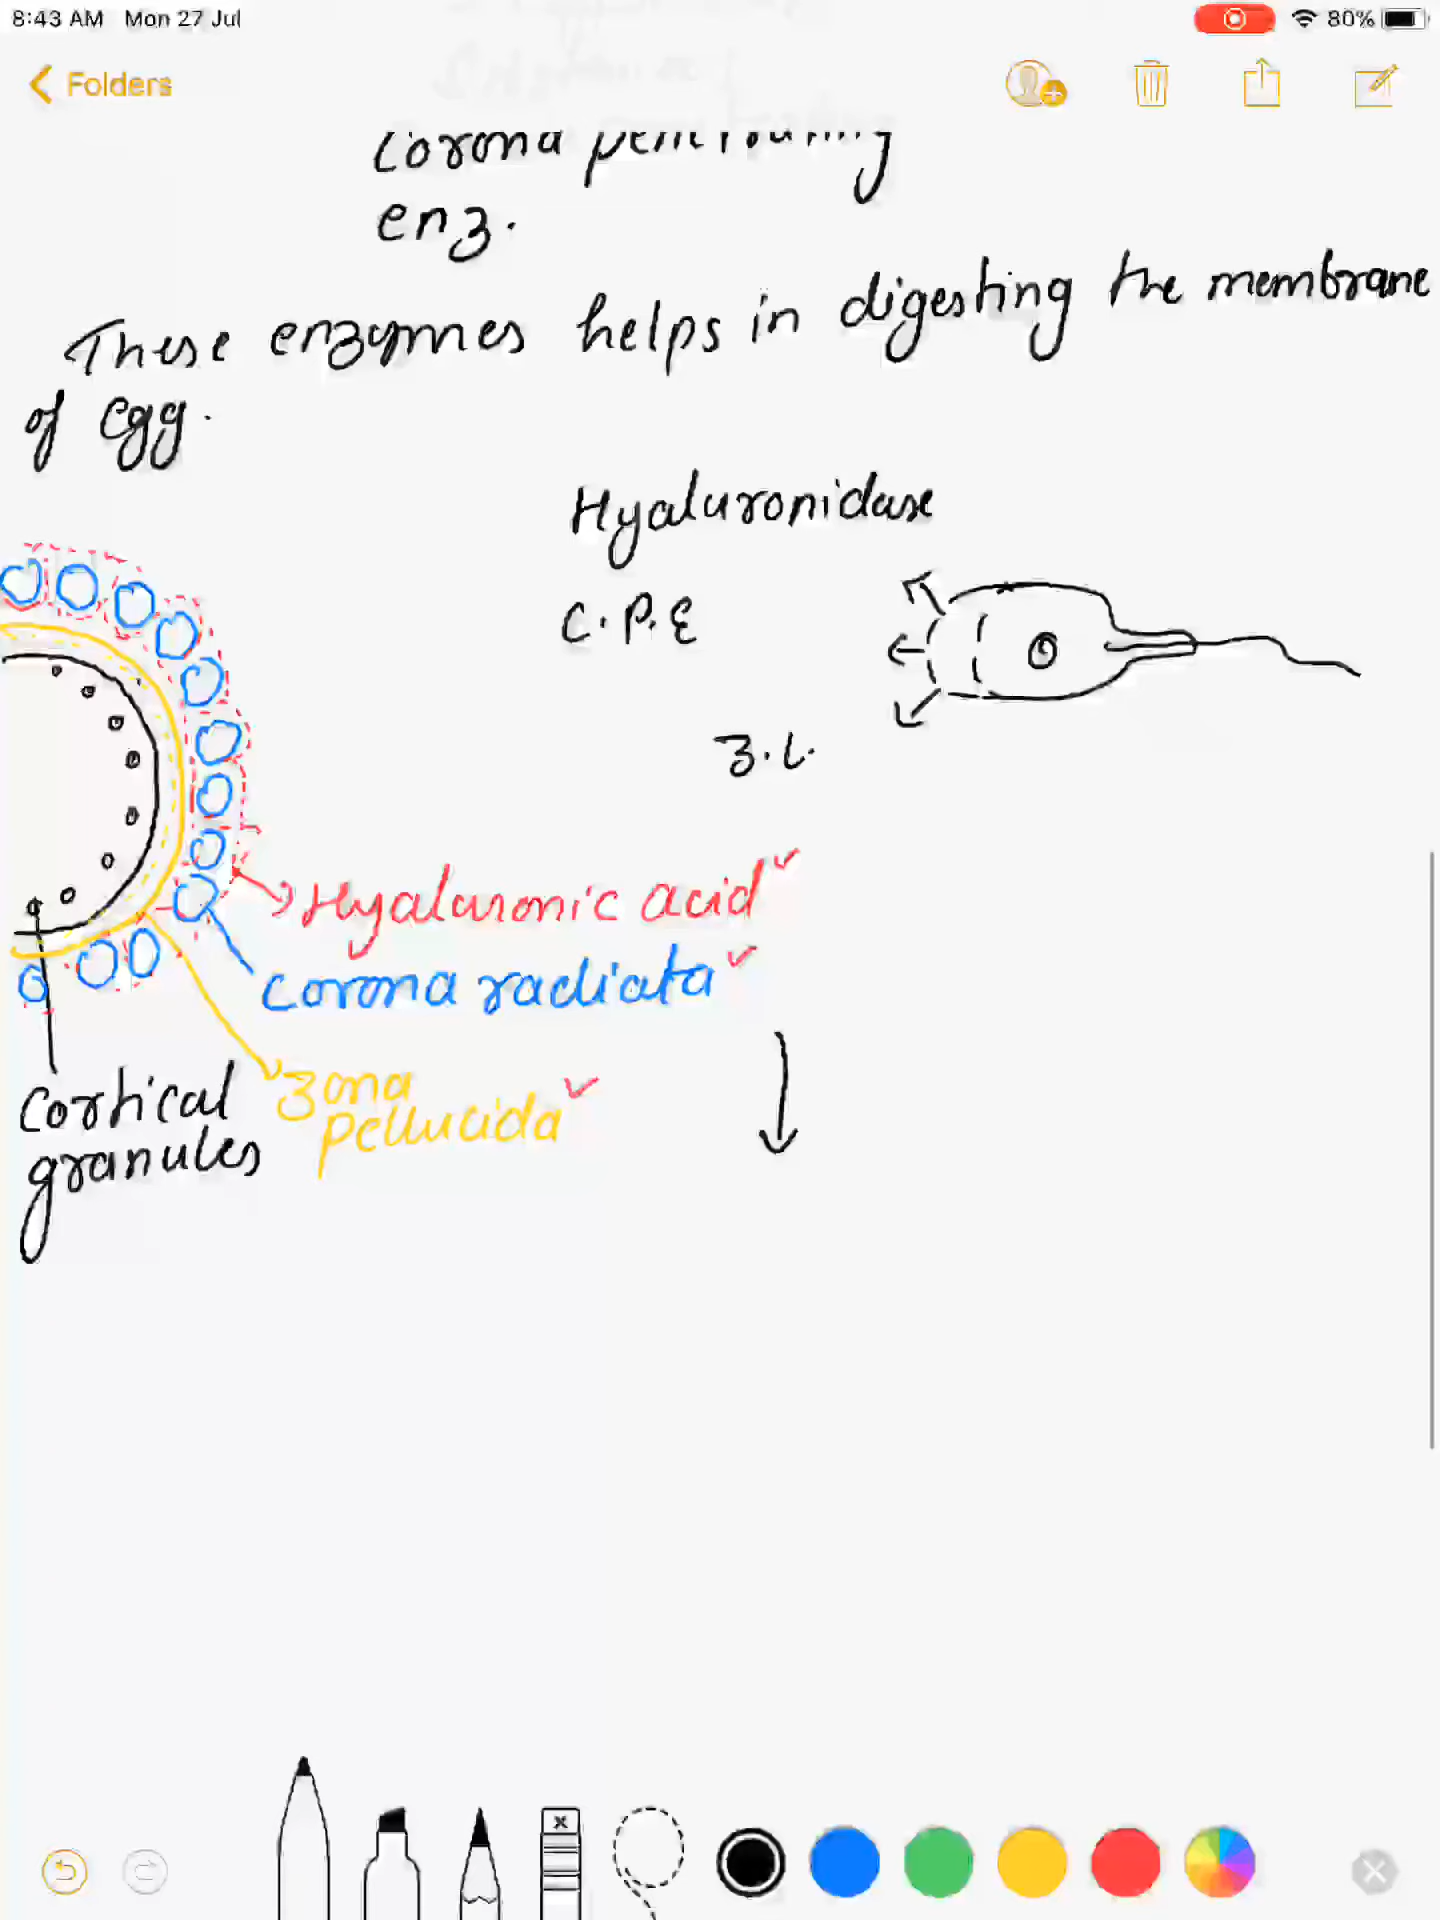 8:43 AM Mon 27 Jul
80%
Folders
Corona penetrating
enz.
These enzymes helps in digesting the membrane
of egg.
Hyaluronidase
C.P.E
Z.L.
Hyaluronic acid
Corona radiata
Zona
pellucida
Cortical
granules